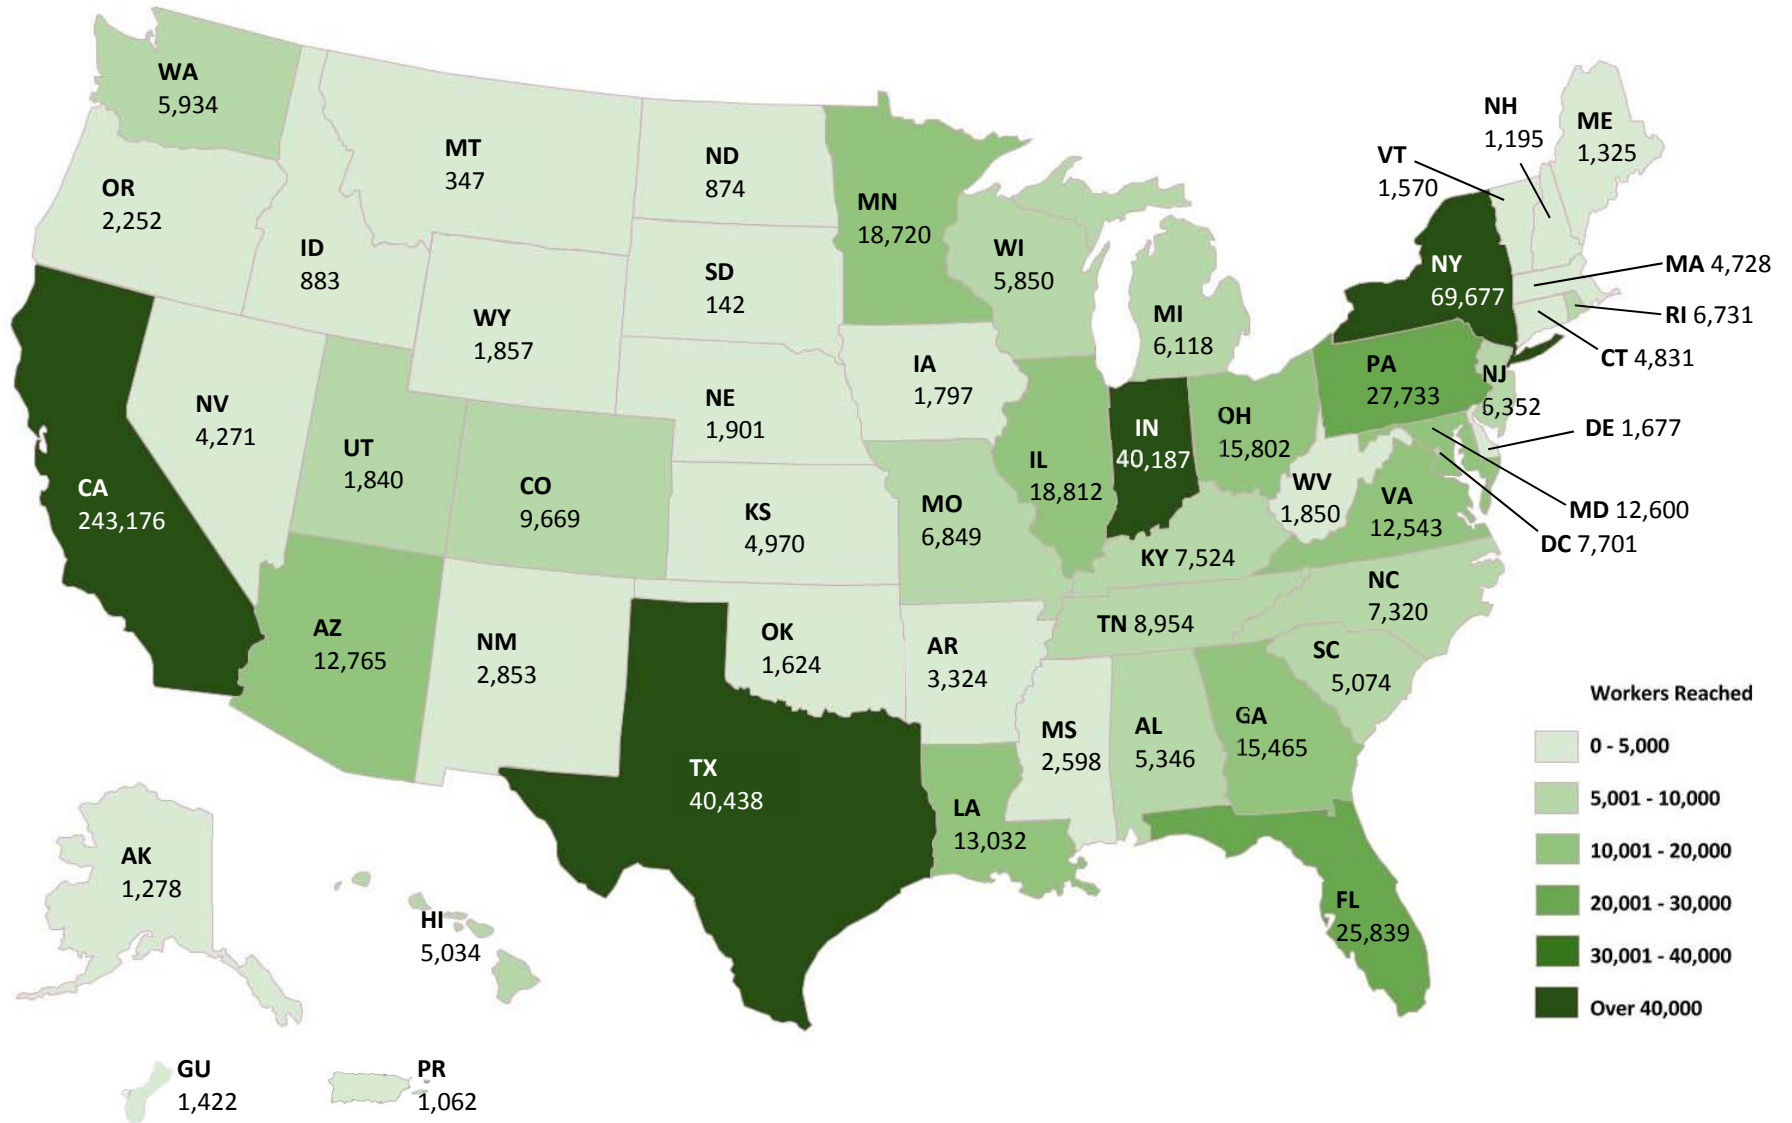 WA
5,934
OR
2,252
CA
243,176
NV
4,271
ID
883
MT
347
WY
1,857
UT
1,840
AZ
12,765
CO
9,669
NM
2,853
ND
874
SD
142
NE
1,901
KS
4,970
OK
1,624
TX
40,438
MN
18,720
IA
1,797
MO
6,849
AR
3,324
LA
13,032
WI
5,850
IL
18,812
MI
6,118
IN
40,187
OH
15,802
KY 7,524
TN 8,954
MS
2,598
AL
5,346
GA
15,465
FL
25,839
SC
5,074
NC
7,320
VA
12,543
WV
1,850
PA
27,733
NY
69,677
VT
1,570
NH
1,195
ME
1,325
MA 4,728
RI 6,731
CT 4,831
NJ
6,352
DE 1,677
MD 12,600
DC 7,701
AK
1,278
HI
5,034
GU
1,422
PR
1,062
Workers Reached
0 - 5,000
5,001 - 10,000
10,001 - 20,000
20,001 - 30,000
30,001 - 40,000
Over 40,000